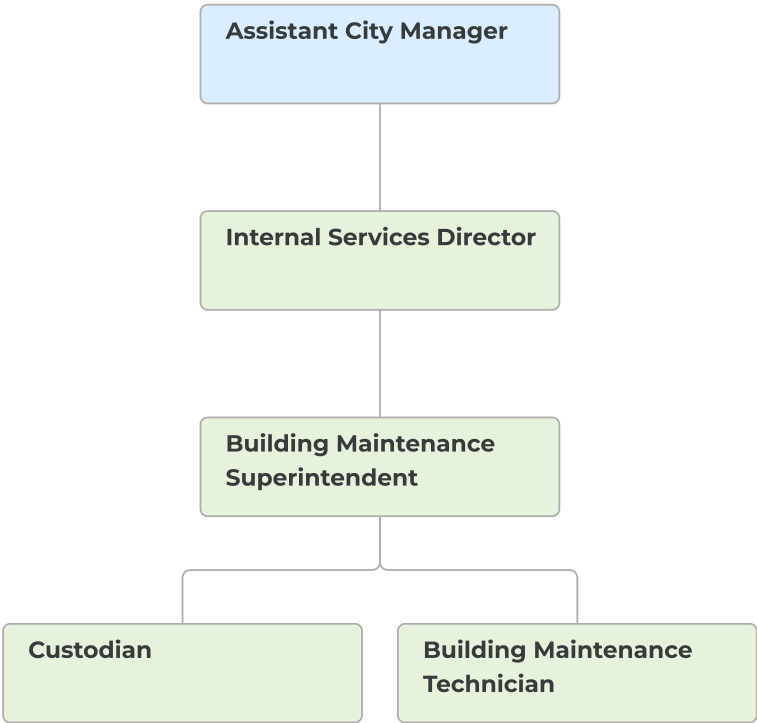 Assistant City Manager
Internal Services Director
Building Maintenance
Superintendent
Custodian
Building Maintenance
Technician